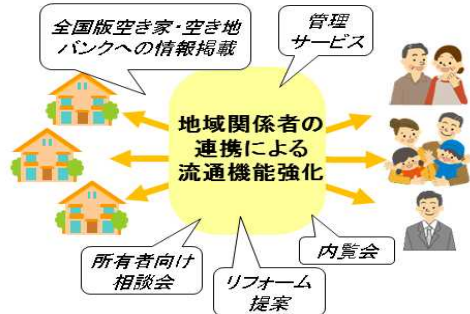 全国版空き家・空き地
バンクへの情報掲載
管理
サービス
地域関係者の
連携による
流通機能強化
所有者向け
相談会
リフォーム
提案
内覧会